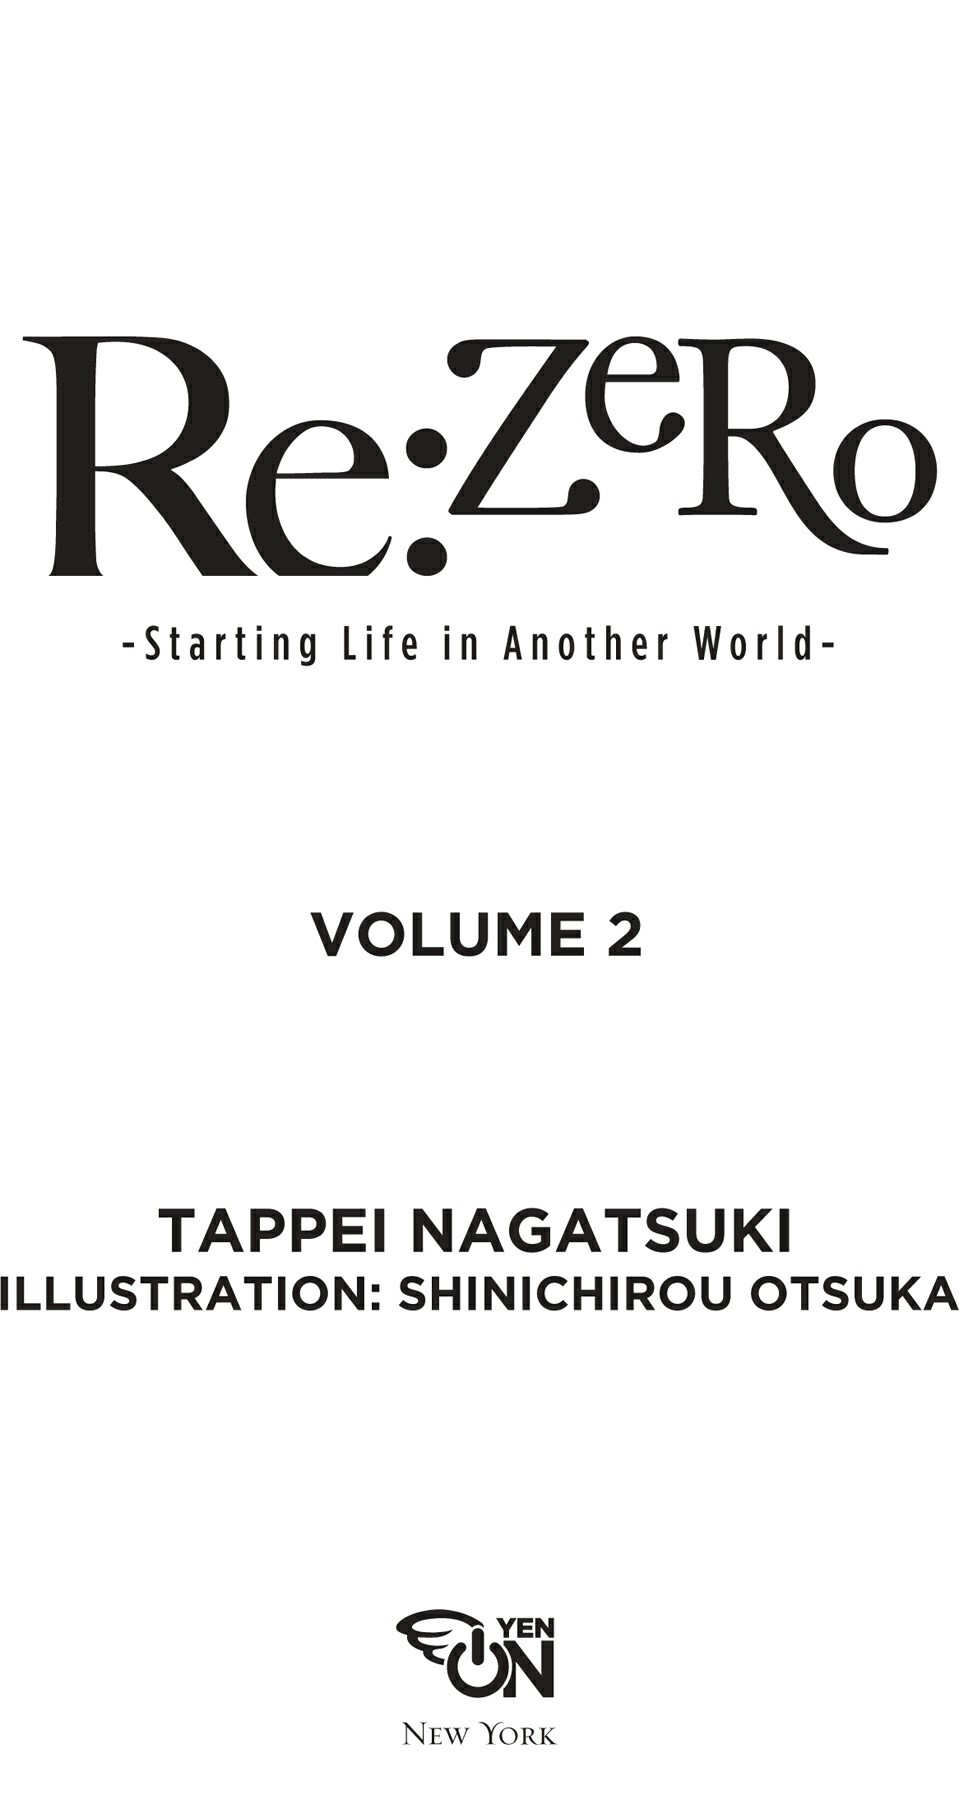 Re:ZeRo
-Starting Life in Another World-
VOLUME 2
TAPPEI NAGATSUKI
ILLUSTRATION: SHINICHIROU OTSUKA
YEN
ON
NEW YORK